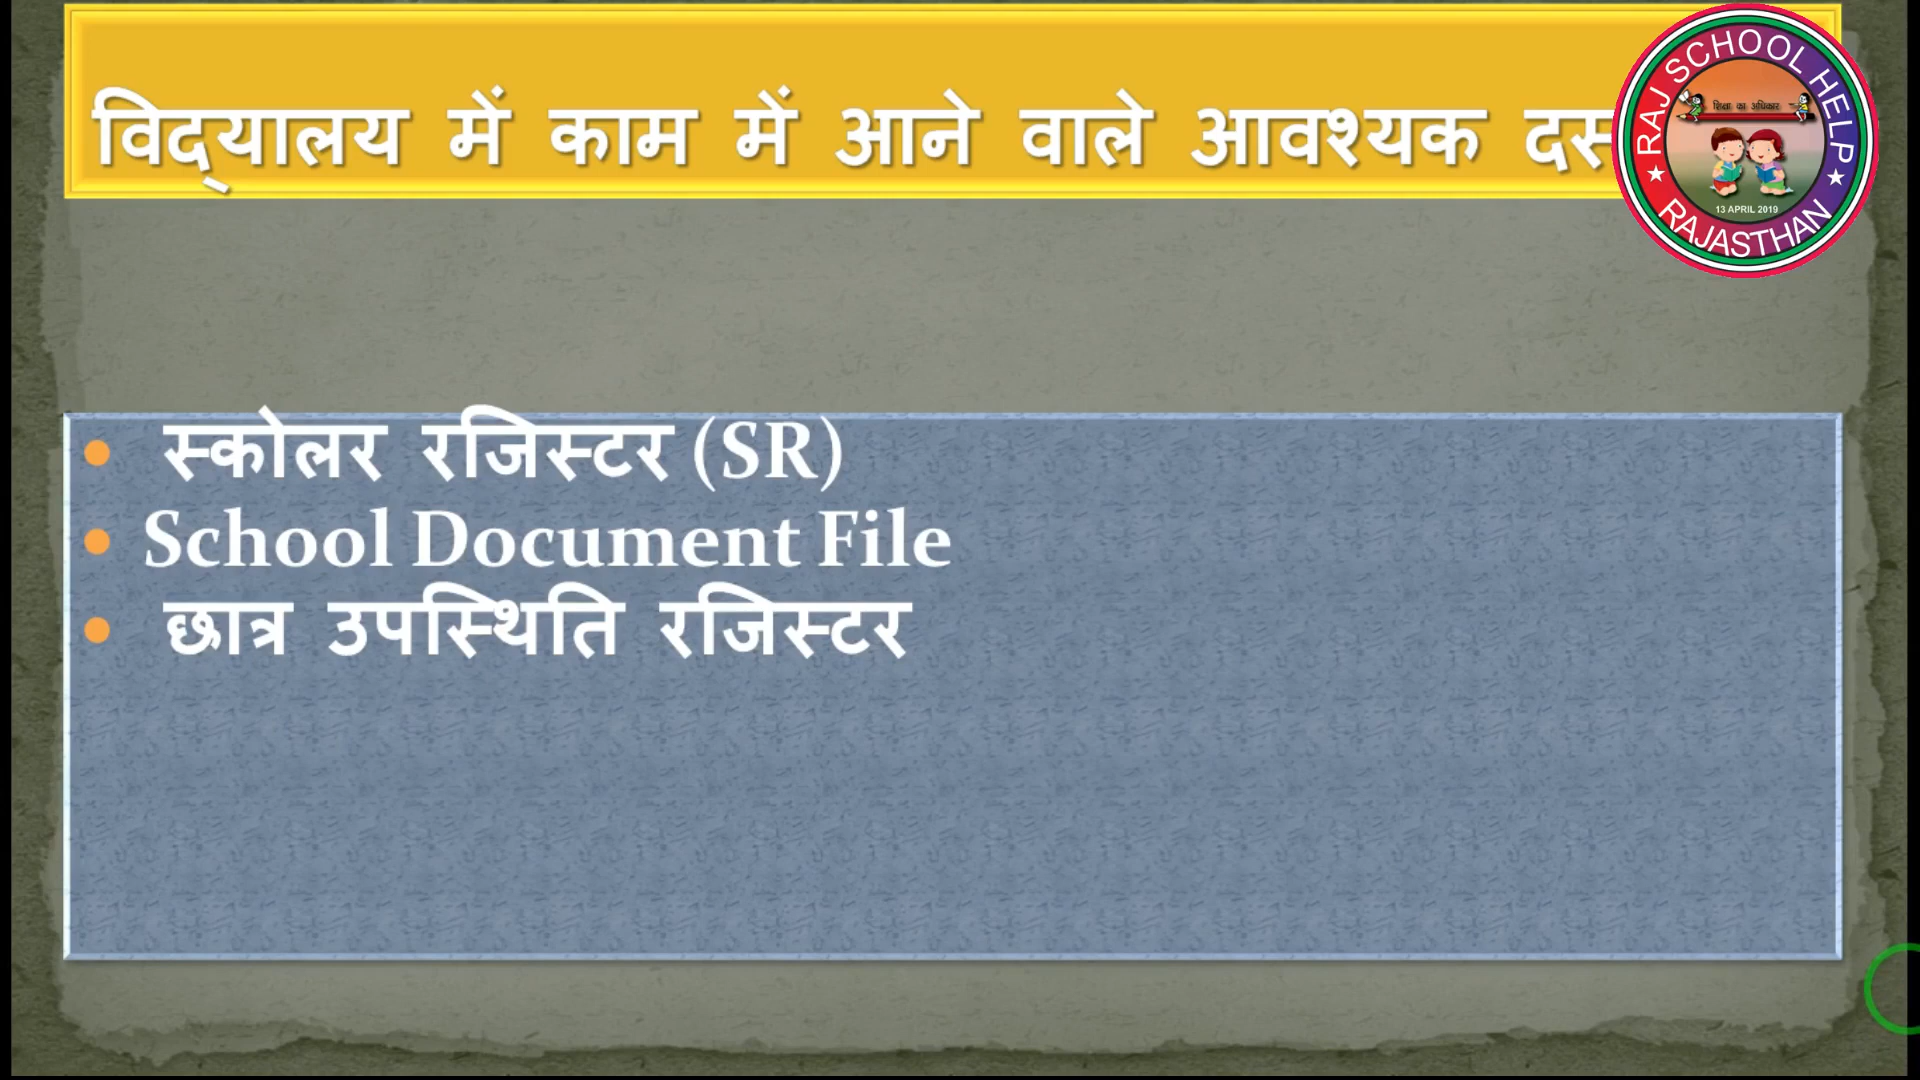 विद्यालय में काम में आने वाले आवश्यक
स्कोलर रजिस्टर (SR)
School Document File
छात्र उपस्थिति रजिस्टर
RAJ SCHOOL HELP
शिक्षा का अधिकार
13 APRIL 2019
RAJASTHAN